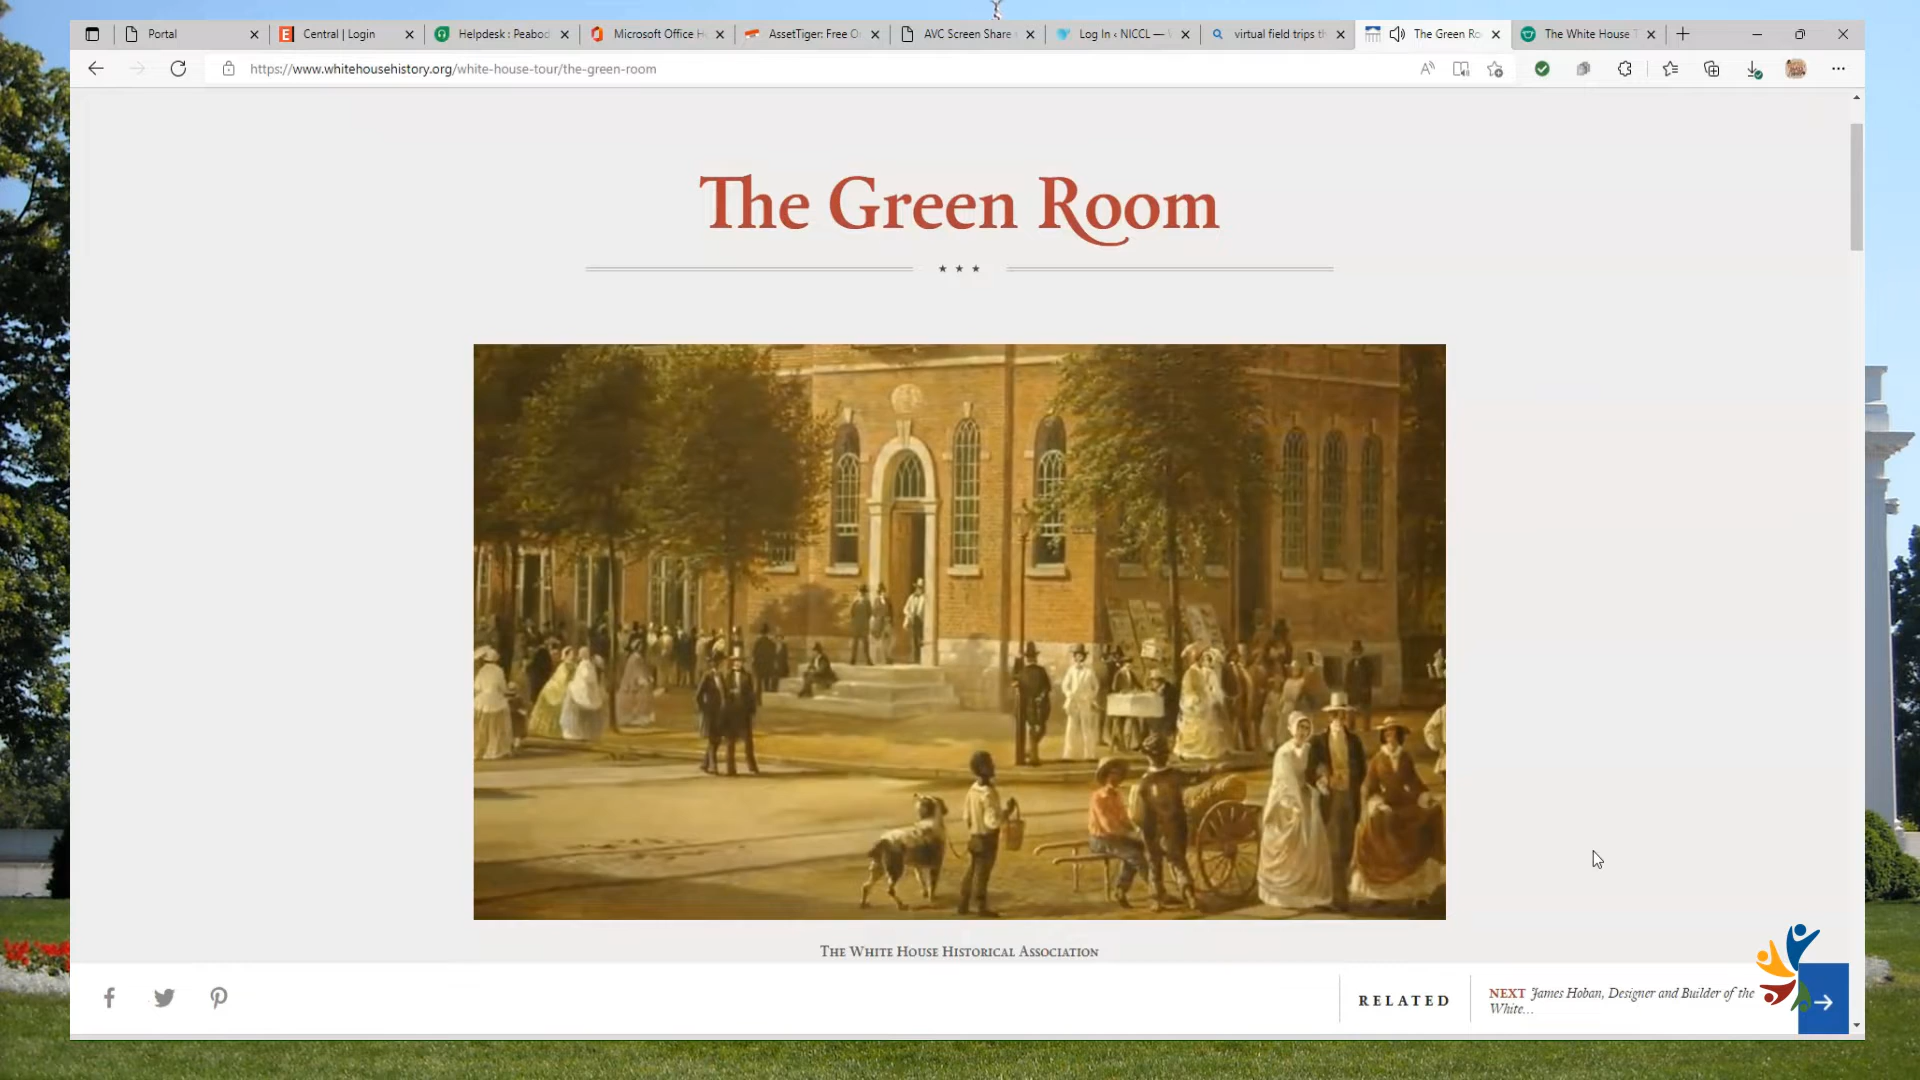 Portal
Central | Login
Helpdesk : Peabod
Microsoft Office H
AssetTiger: Free O
AVC Screen Share
Log In ‹ NICCL —
virtual field trips th
The Green Ro
The White House T
https://www.whitehousehistory.org/white-house-tour/the-green-room
The Green Room
THE WHITE HOUSE HISTORICAL ASSOCIATION
RELATED
NEXT James Hoban, Designer and Builder of the
White...